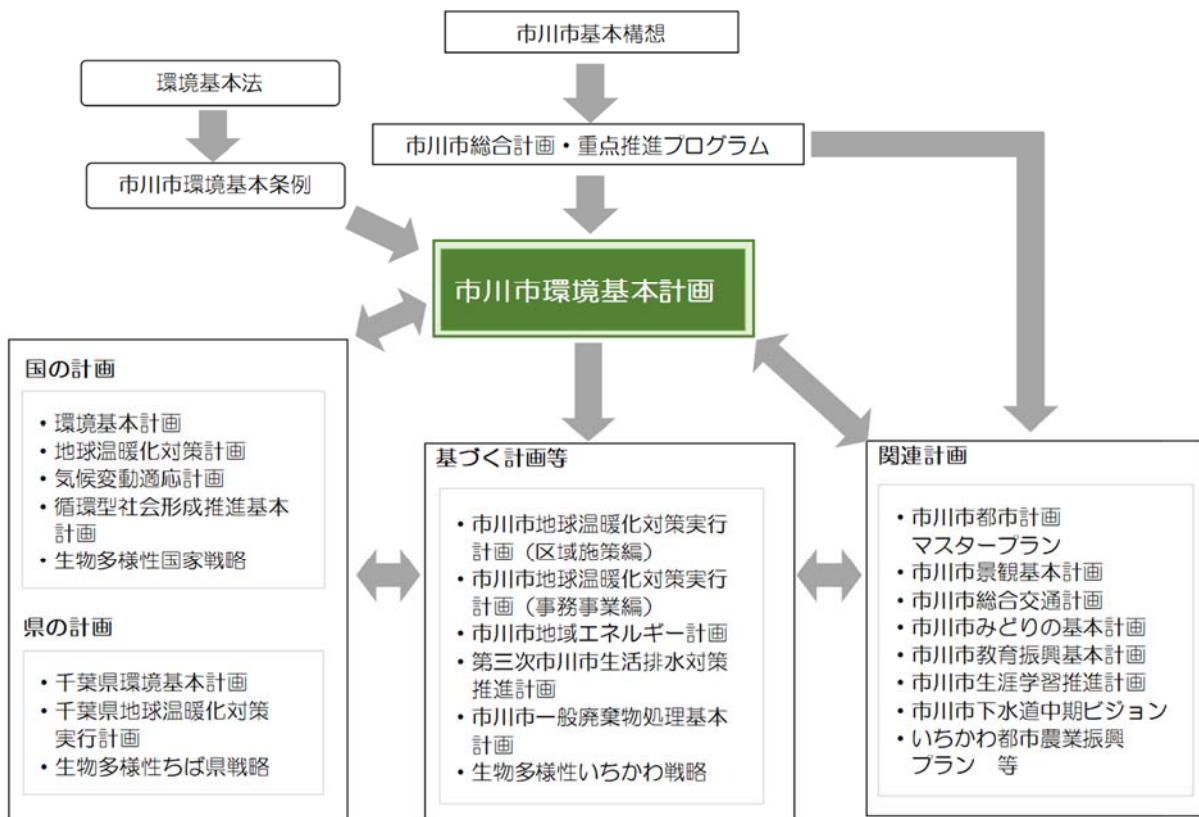 市川市基本構想
環境基本法
市川市総合計画・重点推進プログラム
市川市環境基本条例
市川市環境基本計画
国の計画
・環境基本計画
・地球温暖化対策計画
・気候変動適応計画
・循環型社会形成推進基本
計画
・生物多様性国家戦略
県の計画
・千葉県環境基本計画
・千葉県地球温暖化対策
実行計画
・生物多様性ちば県戦略
基づく計画等
・市川市地球温暖化対策実行
計画（区域施策編）
・市川市地球温暖化対策実行
計画（事務事業編）
・市川市地域エネルギー計画
・第三次市川市生活排水対策
推進計画
・市川市一般廃棄物処理基本
計画
・生物多様性いちかわ戦略
関連計画
・市川市都市計画
マスタープラン
・市川市景観基本計画
・市川市総合交通計画
・市川市みどりの基本計画
・市川市教育振興基本計画
・市川市生涯学習推進計画
・市川市下水道中期ビジョン
・いちかわ都市農業振興
プラン　等